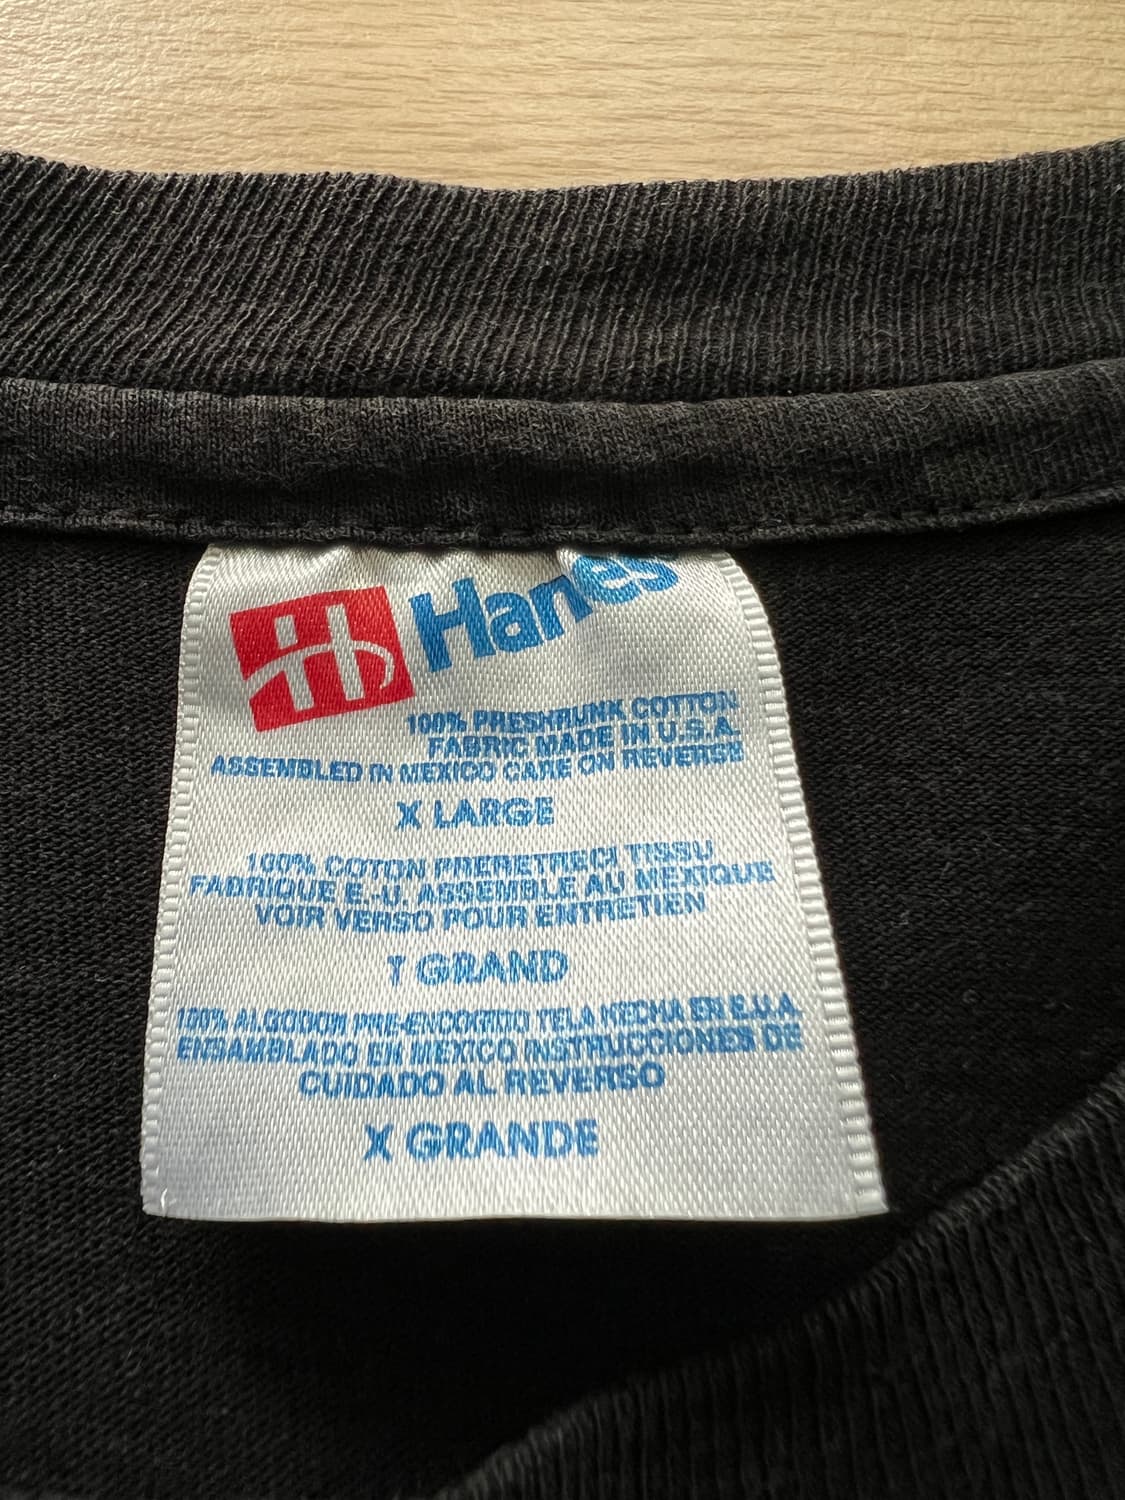 Hanes
100% PRESHRUNK COTTON
FABRIC MADE IN U.S.A.
ASSEMBLED IN MEXICO CARE ON REVERSE
X LARGE
100% COTON PRERETRECI TISSU
FABRIQUE E.-U. ASSEMBLE AU MEXIQUE
VOIR VERSO POUR ENTRETIEN
T GRAND
100% ALGODON PRE-ENCOGIDO TELA HECHA EN E.U.A.
ENSAMBLADO EN MEXICO INSTRUCCIONES DE
CUIDADO AL REVERSO
X GRANDE